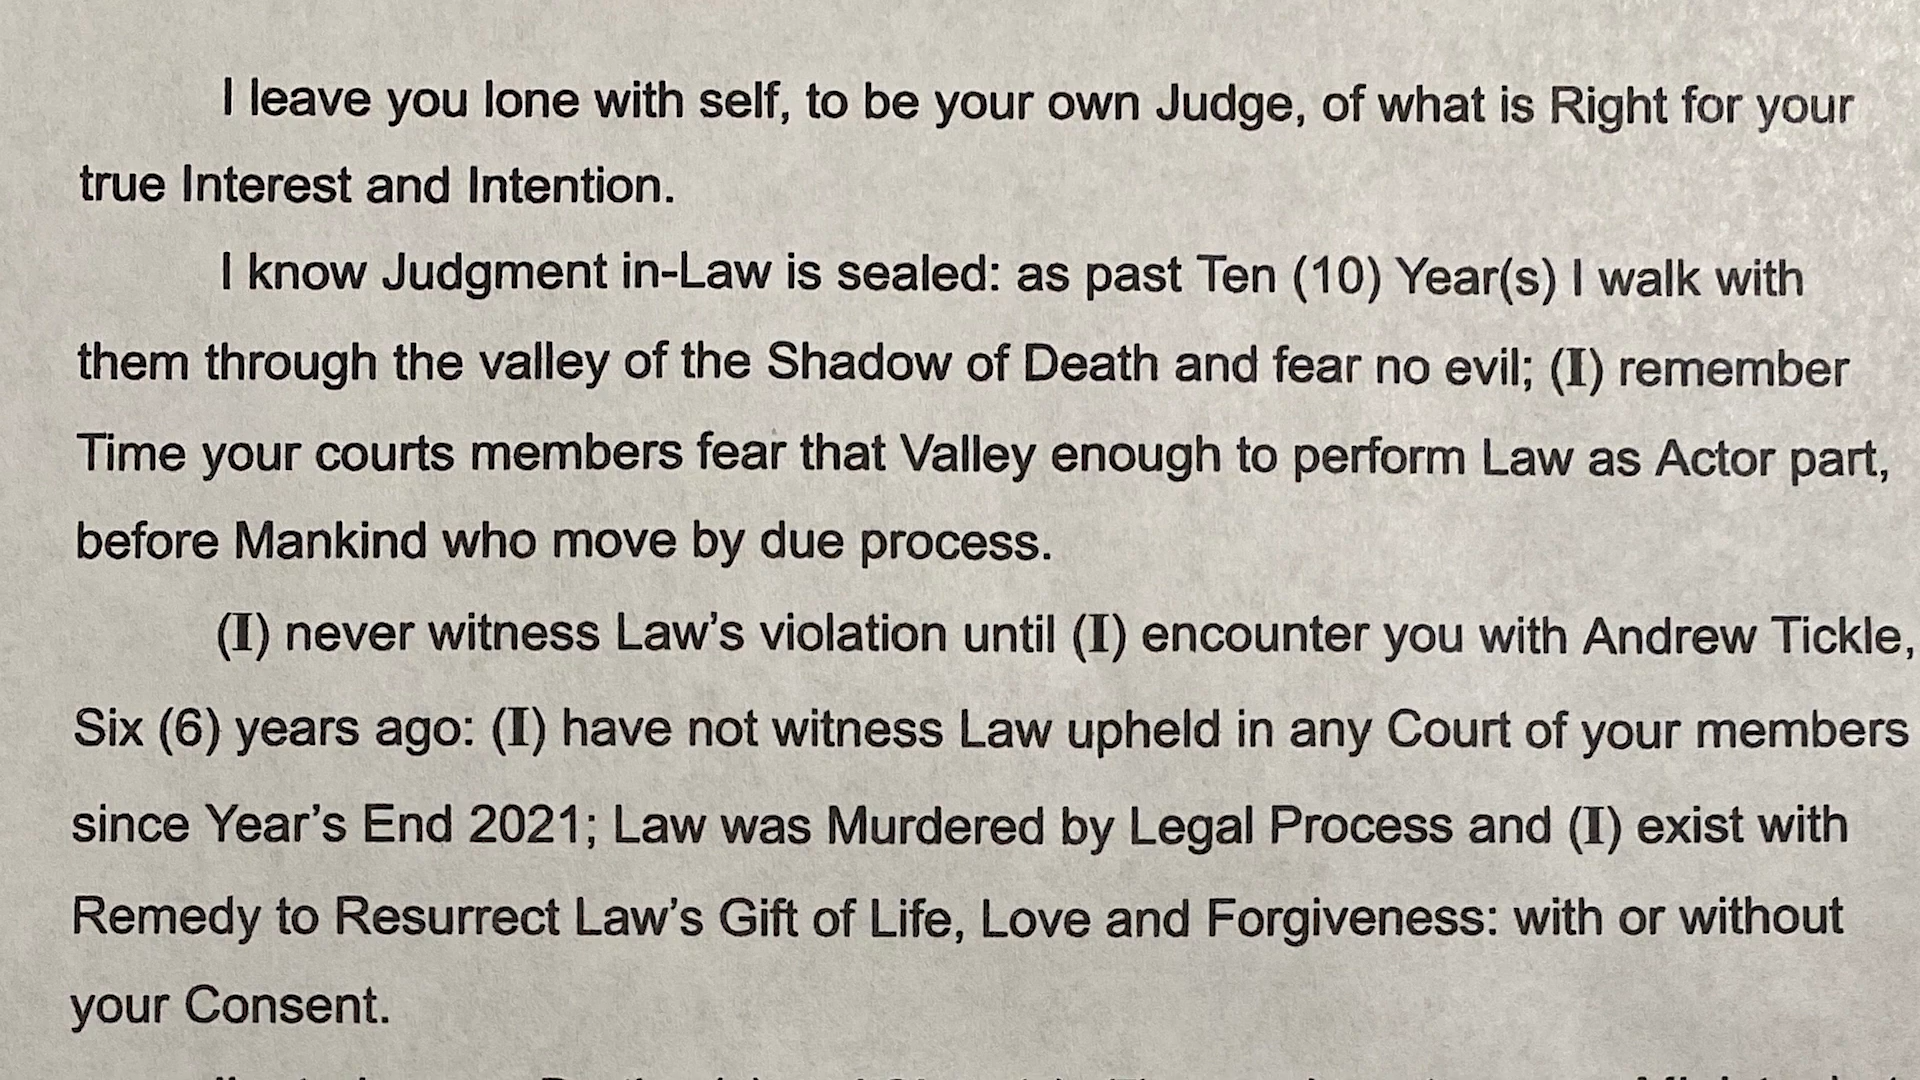 I leave you lone with self, to be your own Judge, of what is Right for your
true Interest and Intention.
I know Judgment in-Law is sealed: as past Ten (10) Year(s) I walk with
them through the valley of the Shadow of Death and fear no evil; (I) remember
Time your courts members fear that Valley enough to perform Law as Actor part,
before Mankind who move by due process.
(I) never witness Law’s violation until (I) encounter you with Andrew Tickle,
Six (6) years ago: (I) have not witness Law upheld in any Court of your members
since Year’s End 2021; Law was Murdered by Legal Process and (I) exist with
Remedy to Resurrect Law’s Gift of Life, Love and Forgiveness: with or without
your Consent.